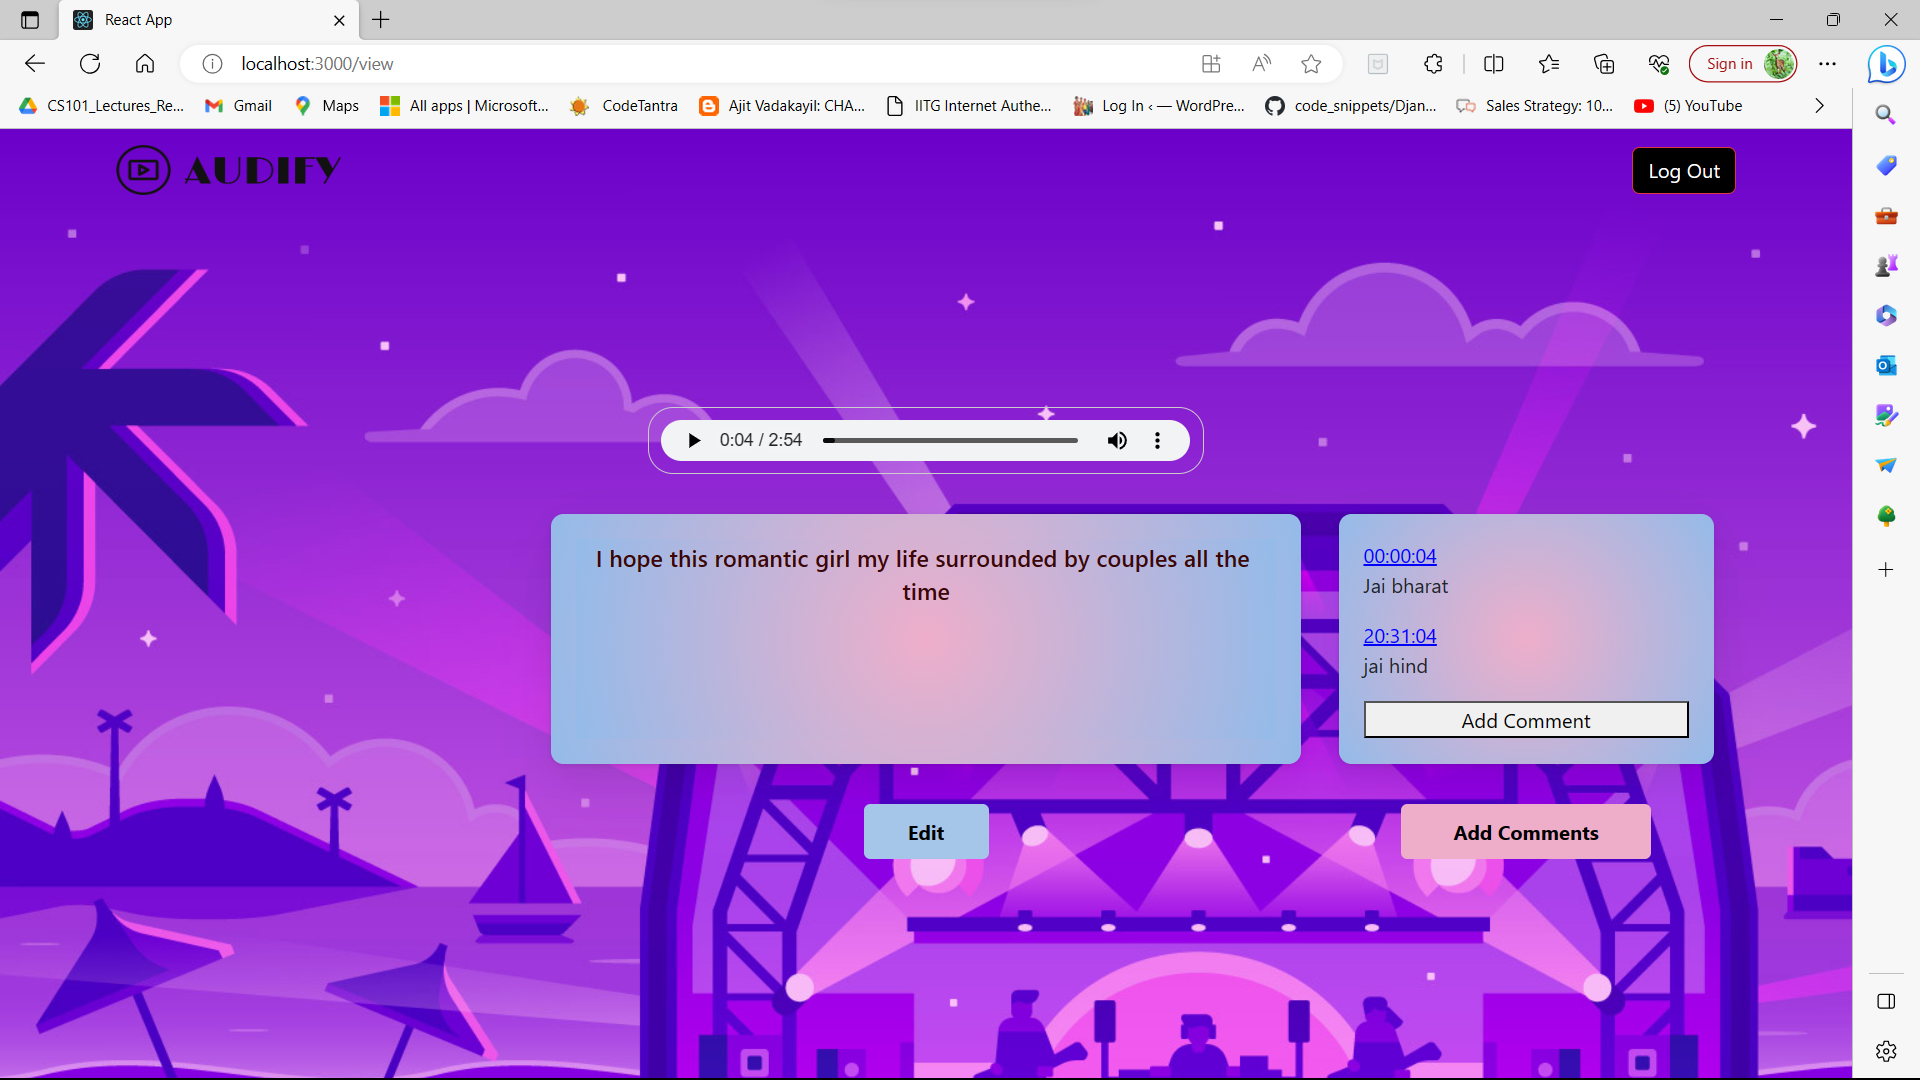 React App
localhost:3000/view
Sign in
CS101_Lectures_Re...
Gmail
Maps
All apps | Microsoft...
CodeTantra
Ajit Vadakayil: CHA...
IITG Internet Authe...
Log In ‹ — WordPre...
code_snippets/Djan...
Sales Strategy: 10...
(5) YouTube
AUDIFY
Log Out
0:04 / 2:54
I hope this romantic girl my life surrounded by couples all the
time
00:00:04
Jai bharat
20:31:04
jai hind
Add Comment
Edit
Add Comments